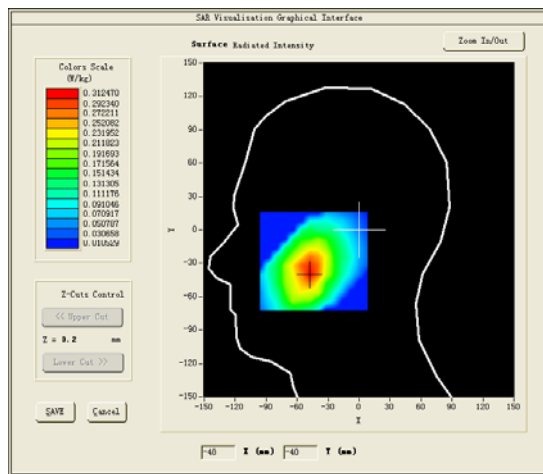 SAR Visualisation Graphical Interface
Surface Radiated Intensity
Zoom In/Out
Colors Scale
(W/kg)
0.312470
0.292340
0.272211
0.252082
0.231952
0.211823
0.191693
0.171564
0.151434
0.131305
0.111176
0.091046
0.070917
0.050787
0.030658
0.010529
Z-Cuts Control
<< Upper Cut
Z = 0.2 mm
Lower Cut >>
SAVE Cancel
150
120
90
60
30
0
-30
-60
-90
-120
-150
Y
-150 -120 -90 -60 -30 0 30 60 90 120 150
X
-48 X (mm) -40 Y (mm)